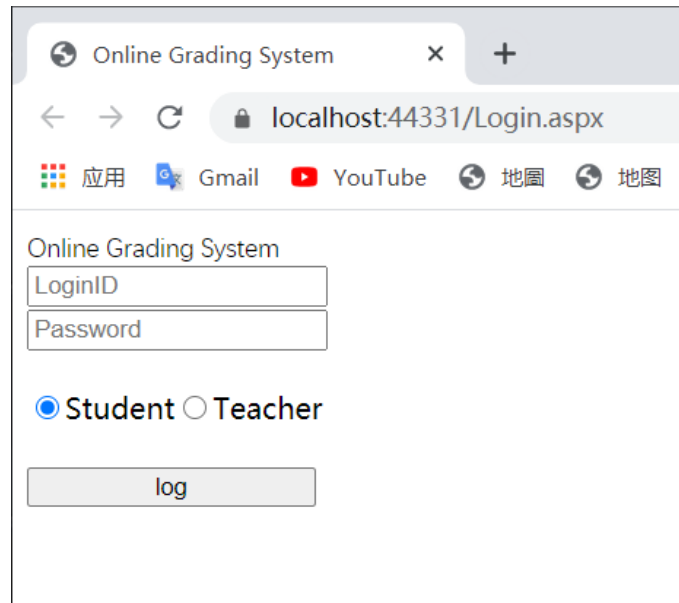 Online Grading System
localhost:44331/Login.aspx
应用 Gmail YouTube 地圖 地图
Online Grading System
LoginID
Password
Student Teacher
log